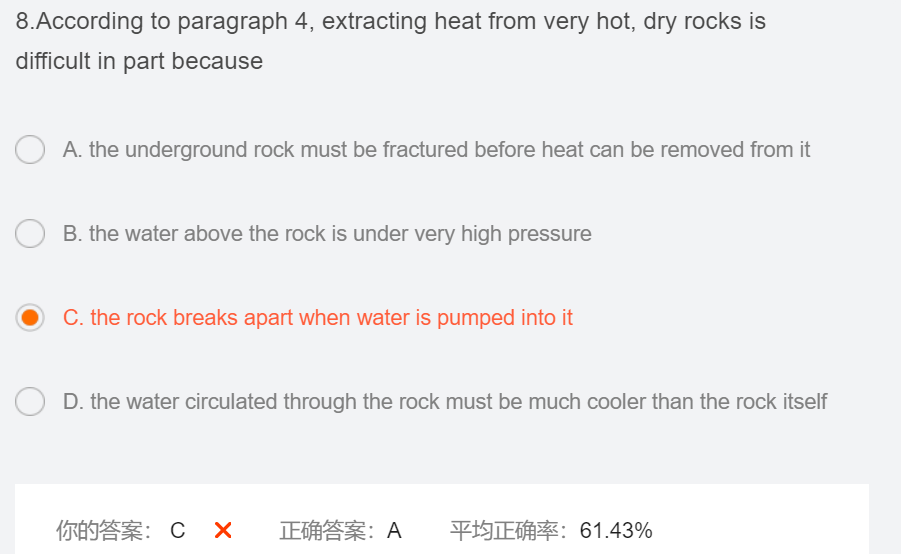 8.According to paragraph 4, extracting heat from very hot, dry rocks is
difficult in part because
A. the underground rock must be fractured before heat can be removed from it
B. the water above the rock is under very high pressure
C. the rock breaks apart when water is pumped into it
D. the water circulated through the rock must be much cooler than the rock itself
你的答案： C 正确答案：A 平均正确率：61.43%